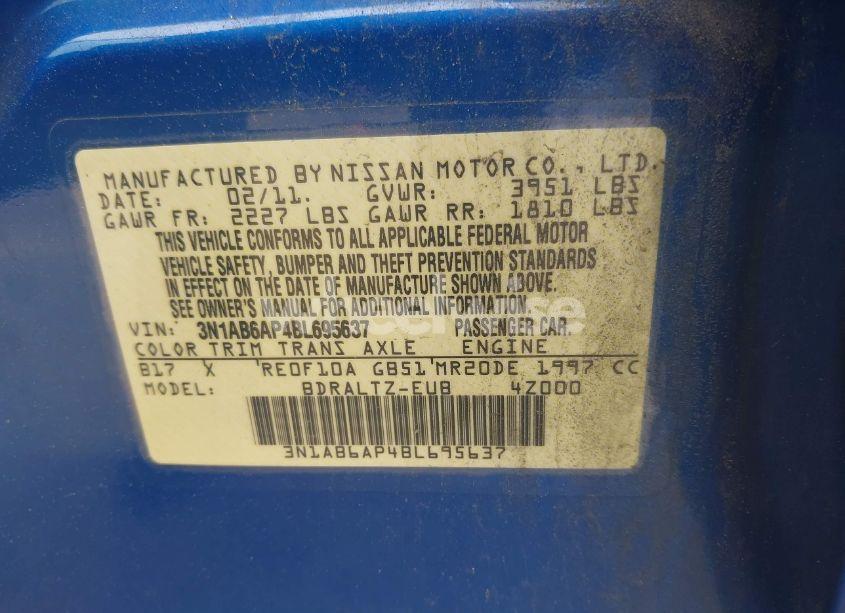 MANUFACTURED BY NISSAN MOTOR CO., LTD.
DATE: 02/11. GVWR: 3951 LBS
GAWR FR: 2227 LBS GAWR RR: 1810 LBS
THIS VEHICLE CONFORMS TO ALL APPLICABLE FEDERAL MOTOR
VEHICLE SAFETY, BUMPER AND THEFT PREVENTION STANDARDS
IN EFFECT ON THE DATE OF MANUFACTURE SHOWN ABOVE.
SEE OWNER'S MANUAL FOR ADDITIONAL INFORMATION.
VIN: 3N1AB6AP4BL695637 PASSENGER CAR.
COLOR TRIM TRANS AXLE ENGINE
B17 X RE0F10A GB51 MR20DE 1997 CC
MODEL: BDRALTZ-EUB 4Z000
3N1AB6AP4BL695637